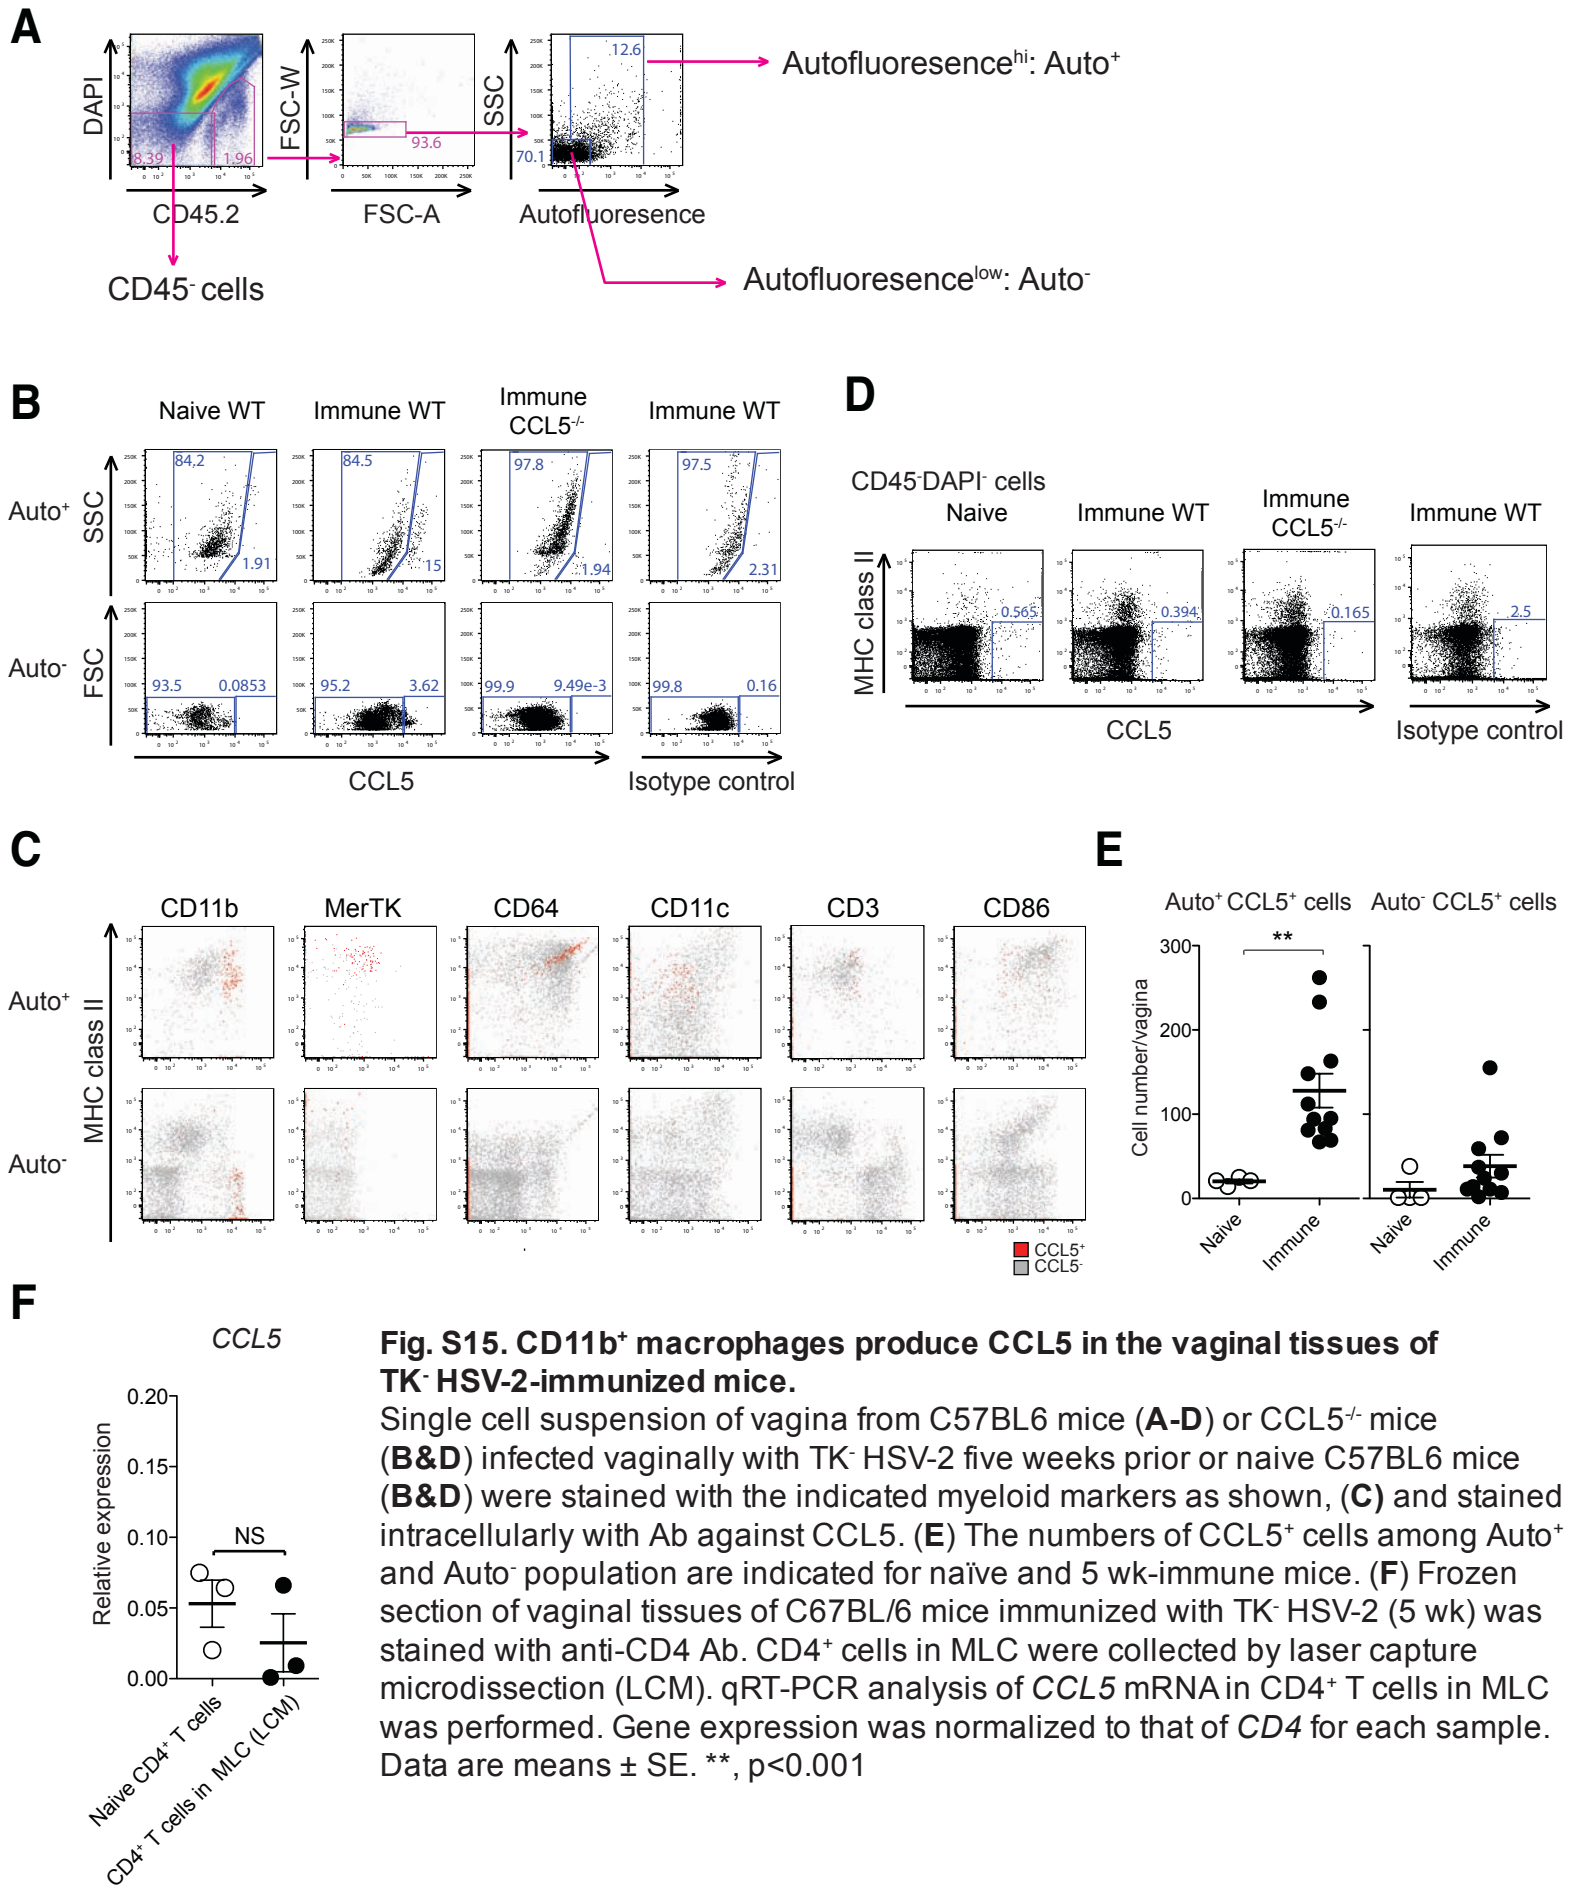 A
DAPI
CD45.2
8.39
1.96
CD45- cells
FSC-W
FSC-A
93.6
SSC
Autofluoresence
12.6
70.1
Autofluoresencehi: Auto+
Autofluoresencelow: Auto-
B
Naive WT
Immune WT
Immune
CCL5-/-
Immune WT
Auto+
SSC
84.2
1.91
84.5
15
97.8
1.94
97.5
2.31
Auto-
FSC
93.5
0.0853
95.2
3.62
99.9
9.49e-3
99.8
0.16
CCL5
Isotype control
D
CD45-DAPI- cells
Naive
Immune WT
Immune
CCL5-/-
Immune WT
MHC class II
0.565
0.394
0.165
2.5
CCL5
Isotype control
C
CD11b
MerTK
CD64
CD11c
CD3
CD86
Auto+
Auto-
MHC class II
CCL5+
CCL5-
E
Auto+ CCL5+ cells
Auto- CCL5+ cells
**
Cell number/vagina
300
200
100
0
Naive
Immune
Naive
Immune
F
CCL5
Relative expression
0.20
0.15
0.10
0.05
0.00
NS
Naive CD4+ T cells
CD4+ T cells in MLC (LCM)
Fig. S15. CD11b+ macrophages produce CCL5 in the vaginal tissues of
TK- HSV-2-immunized mice.
Single cell suspension of vagina from C57BL6 mice (A-D) or CCL5-/- mice
(B&D) infected vaginally with TK- HSV-2 five weeks prior or naive C57BL6 mice
(B&D) were stained with the indicated myeloid markers as shown, (C) and stained
intracellularly with Ab against CCL5. (E) The numbers of CCL5+ cells among Auto+
and Auto- population are indicated for naïve and 5 wk-immune mice. (F) Frozen
section of vaginal tissues of C67BL/6 mice immunized with TK- HSV-2 (5 wk) was
stained with anti-CD4 Ab. CD4+ cells in MLC were collected by laser capture
microdissection (LCM). qRT-PCR analysis of CCL5 mRNA in CD4+ T cells in MLC
was performed. Gene expression was normalized to that of CD4 for each sample.
Data are means ± SE. **, p<0.001